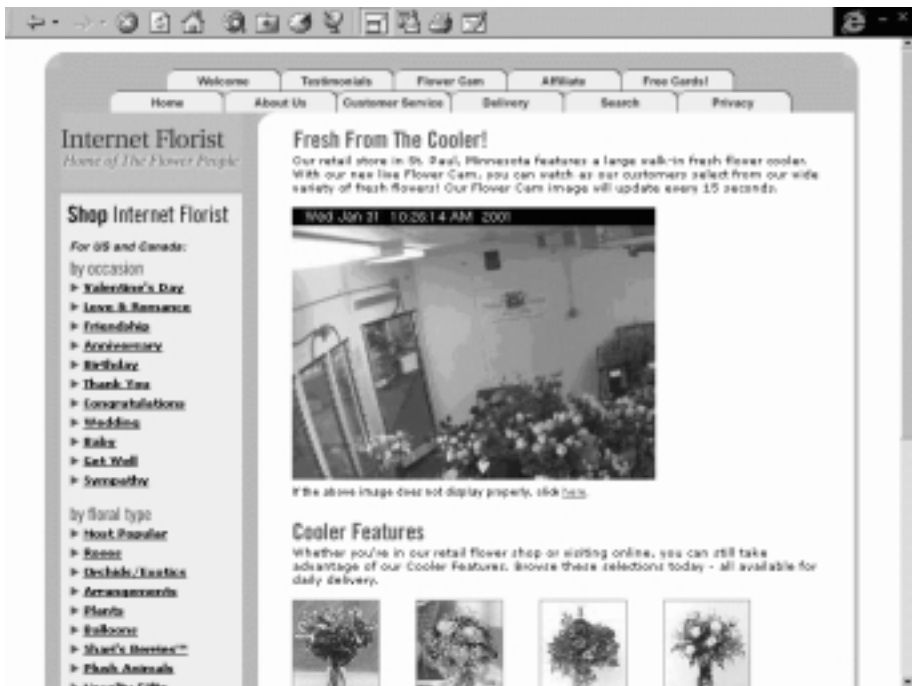 Welcome
Testimonials
Flower Cam
Affiliate
Free Cards!
Home
About Us
Customer Service
Delivery
Search
Privacy
Internet Florist
Home of The Flower People
Shop Internet Florist
For US and Canada:
by occasion
Valentine's Day
Love & Romance
Friendship
Anniversary
Birthday
Thank You
Congratulations
Wedding
Baby
Get Well
Sympathy
by floral type
Most Popular
Roses
Orchids/Exotics
Arrangements
Plants
Balloons
Shari's Berries™
Plush Animals
Fresh From The Cooler!
Our retail store in St. Paul, Minnesota features a large walk-in fresh flower cooler.
With our new live Flower Cam, you can watch as our customers select from our wide
variety of fresh flowers! Our Flower Cam image will update every 15 seconds.
Wed Jan 31 10:26:14 AM 2001
If the above image does not display properly, click here.
Cooler Features
Whether you're in our retail flower shop or visiting online, you can still take
advantage of our Cooler Features. Browse these selections today - all available for
daily delivery.